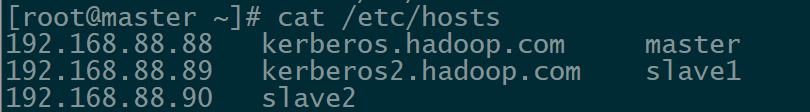 [root@master ~]# cat /etc/hosts
192.168.88.88   kerberos.hadoop.com     master
192.168.88.89   kerberos2.hadoop.com    slave1
192.168.88.90   slave2